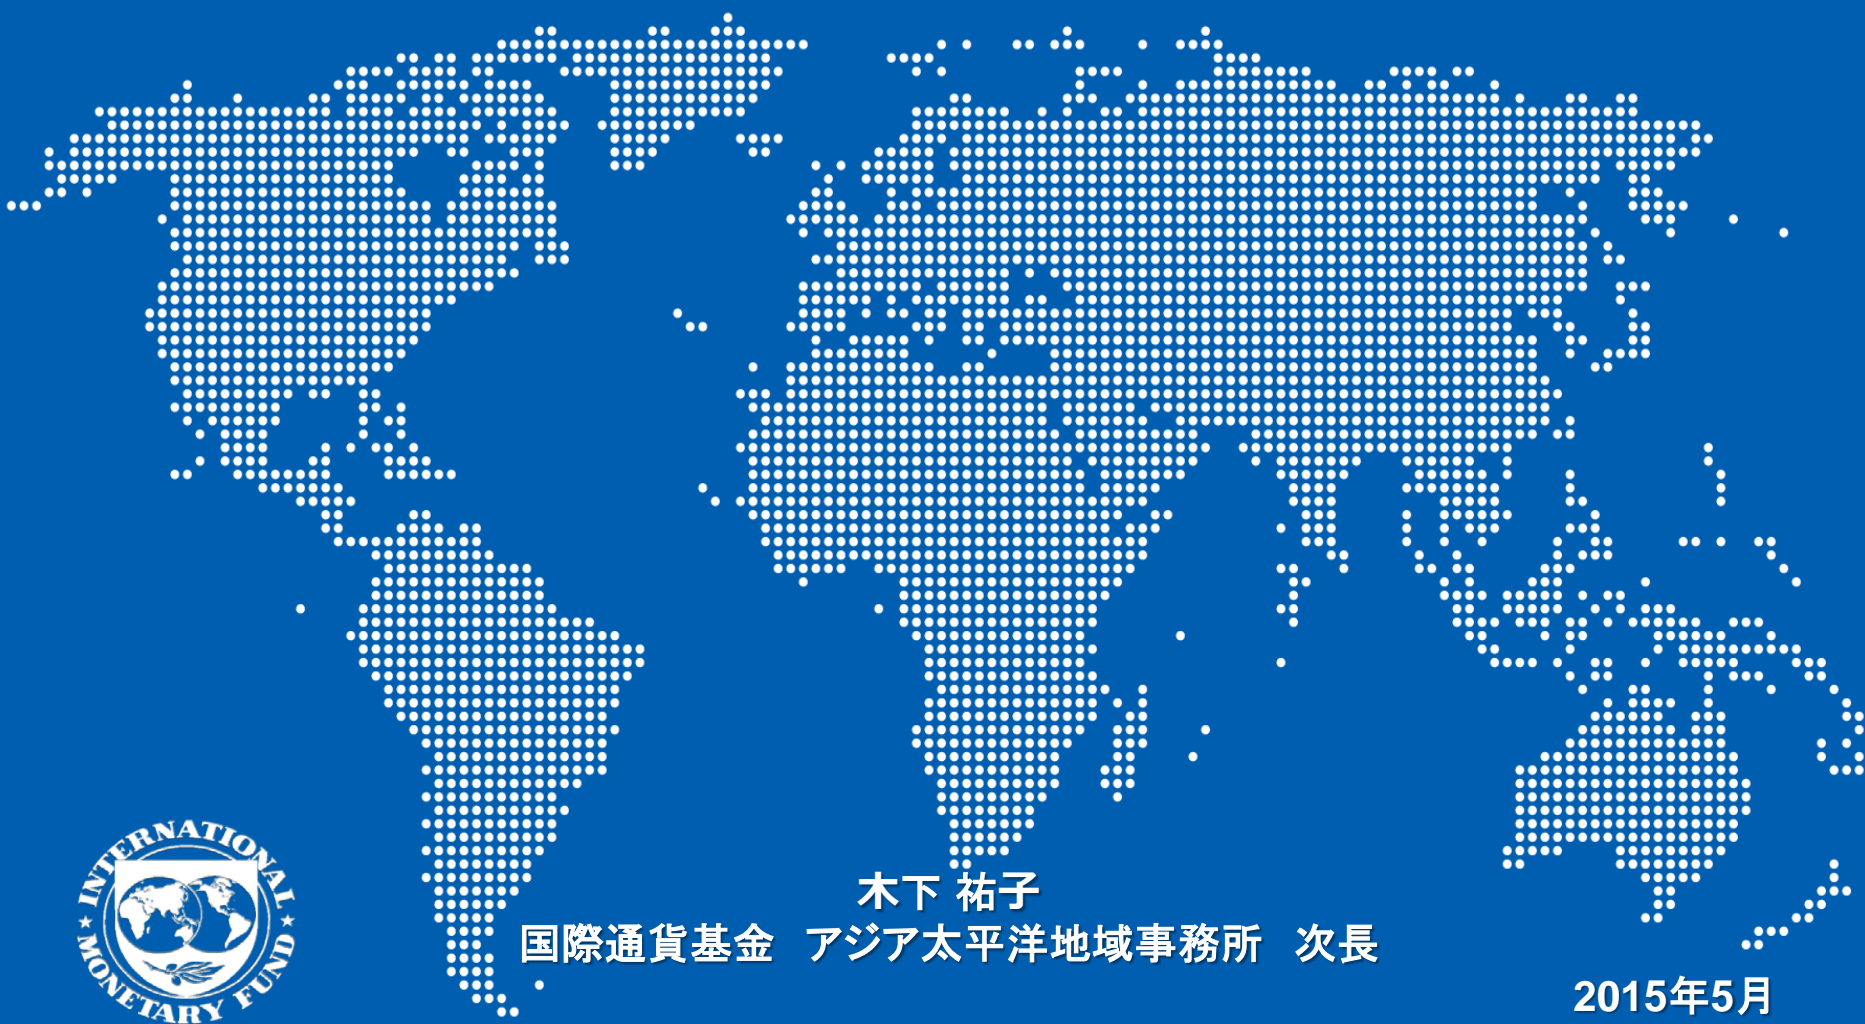 木下 祐子
国際通貨基金　アジア太平洋地域事務所　次長
2015年5月
INTERNATIONAL MONETARY FUND